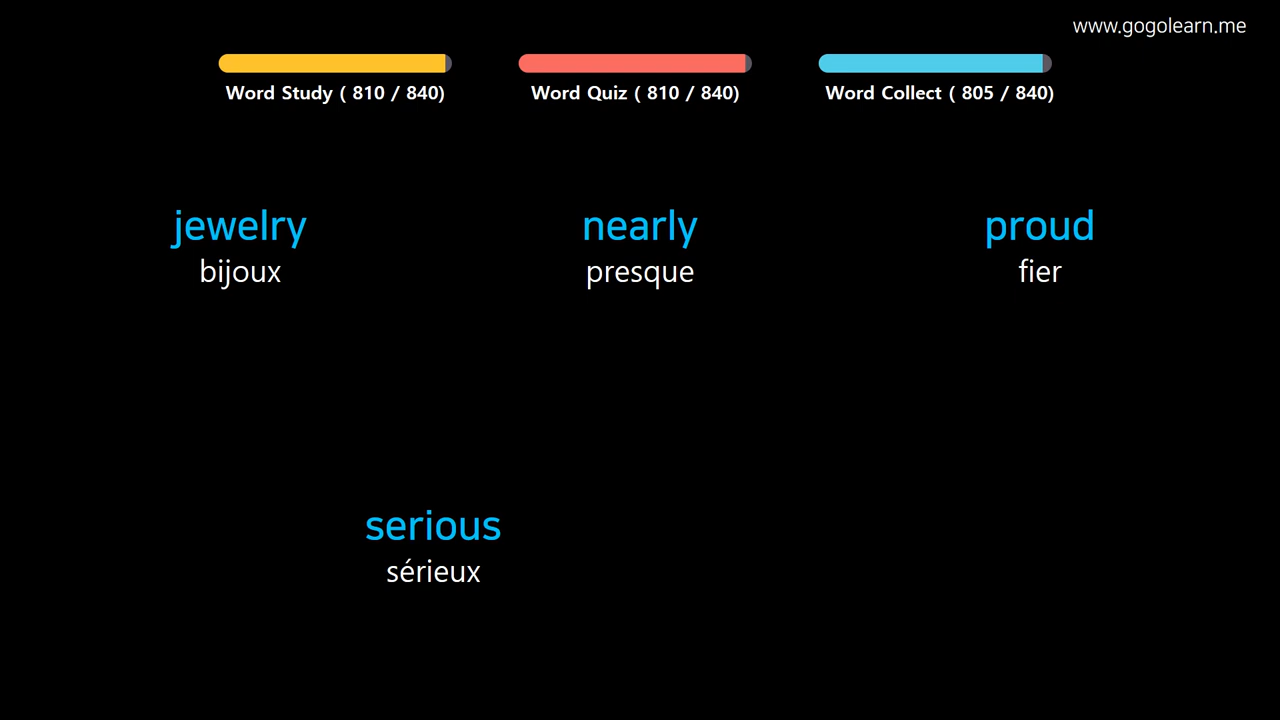 www.gogolearn.me
Word Study ( 810 / 840)
Word Quiz ( 810 / 840)
Word Collect ( 805 / 840)
jewelry
bijoux
nearly
presque
proud
fier
serious
sérieux